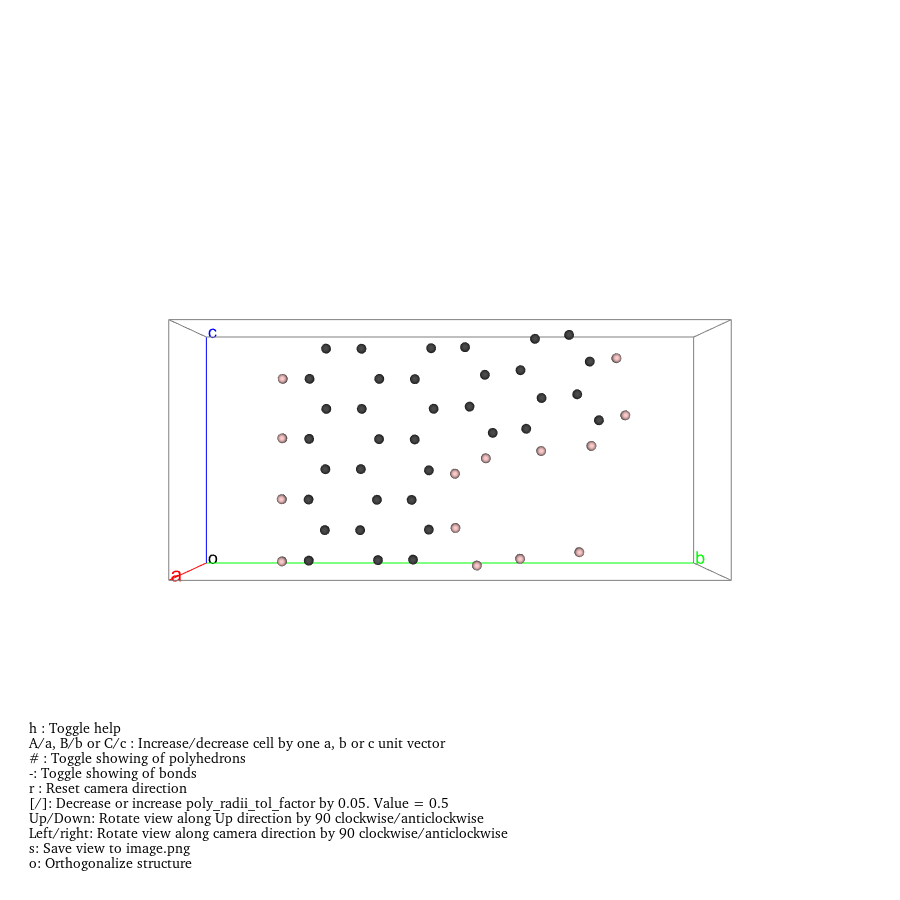 c
o
a
b
h : Toggle help
A/a, B/b or C/c : Increase/decrease cell by one a, b or c unit vector
# : Toggle showing of polyhedrons
-: Toggle showing of bonds
r : Reset camera direction
[/]: Decrease or increase poly_radii_tol_factor by 0.05. Value = 0.5
Up/Down: Rotate view along Up direction by 90 clockwise/anticlockwise
Left/right: Rotate view along camera direction by 90 clockwise/anticlockwise
s: Save view to image.png
o: Orthogonalize structure